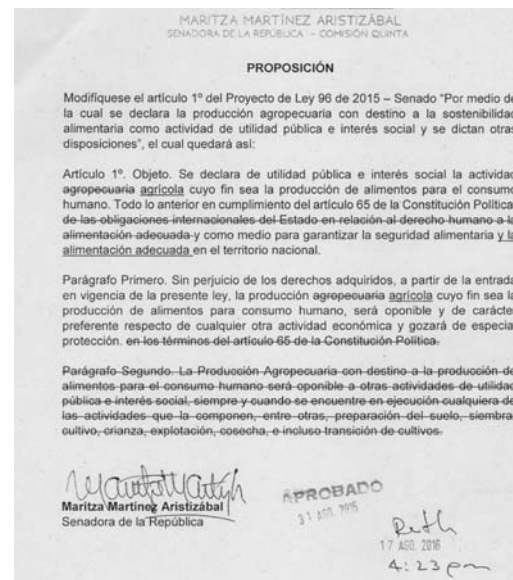 MARITZA MARTÍNEZ ARISTIZÁBAL
SENADORA DE LA REPÚBLICA – COMISIÓN QUINTA
PROPOSICIÓN
Modifíquese el artículo 1º del Proyecto de Ley 96 de 2015 – Senado “Por medio de
la cual se declara la producción agropecuaria con destino a la sostenibilidad
alimentaria como actividad de utilidad pública e interés social y se dictan otras
disposiciones”, el cual quedará así:
Artículo 1º. Objeto. Se declara de utilidad pública e interés social la actividad
agropecuaria agrícola cuyo fin sea la producción de alimentos para el consumo
humano. Todo lo anterior en cumplimiento del artículo 65 de la Constitución Política
de las obligaciones internacionales del Estado en relación al derecho humano a la
alimentación adecuada y como medio para garantizar la seguridad alimentaria y la
alimentación adecuada en el territorio nacional.
Parágrafo Primero. Sin perjuicio de los derechos adquiridos, a partir de la entrada
en vigencia de la presente ley, la producción agropecuaria agrícola cuyo fin sea la
producción de alimentos para consumo humano, será oponible y de carácte
preferente respecto de cualquier otra actividad económica y gozará de especia
protección. en los términos del artículo 65 de la Constitución Política.
Parágrafo Segundo. La Producción Agropecuaria con destino a la producción de
alimentos para el consumo humano será oponible a otras actividades de utilidad
pública e interés social, siempre y cuando se encuentre en ejecución cualquiera de
las actividades que la componen, entre otras, preparación del suelo, siembra,
cultivo, crianza, explotación, cosecha, e incluso transición de cultivos.
Maritza Martínez Aristizábal
Senadora de la República
APROBADO
31 AGO. 2016
17 AGO. 2016
4:23 pm